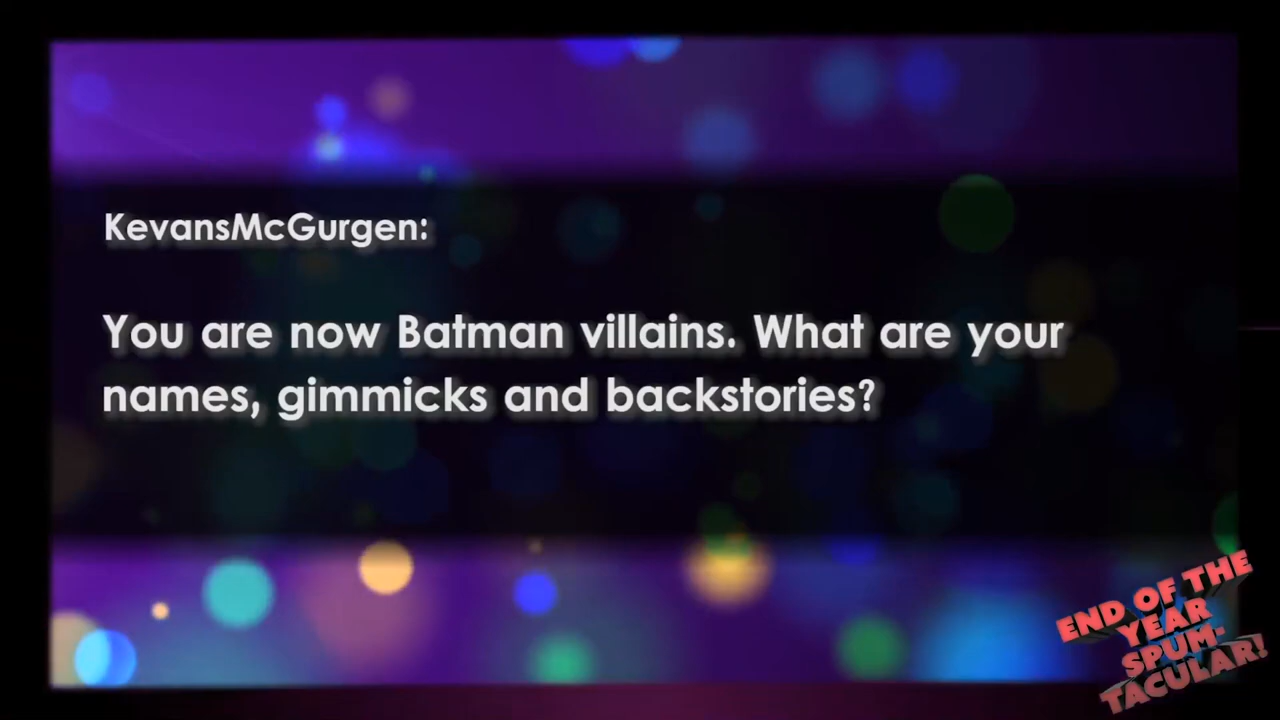 KevansMcGurgen:
You are now Batman villains. What are your
names, gimmicks and backstories?
END OF THE
YEAR
SPUM-
TACULAR!